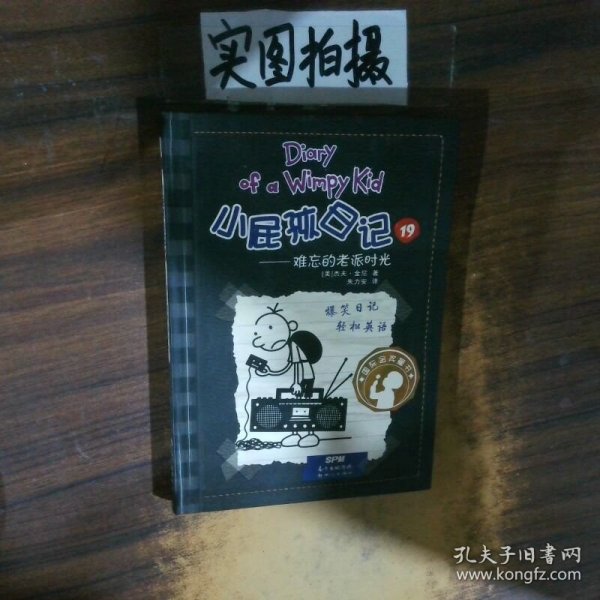 实图拍摄
Diary
of a Wimpy Kid
小屁孩日记 19
——难忘的老派时光
[美]杰夫·金尼 著
朱力安 译
爆笑日记
轻松英语
孔夫子旧书网
www.kongfz.com